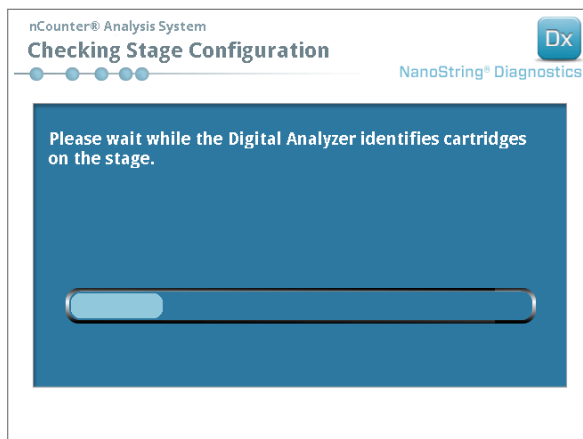 nCounter® Analysis System
Checking Stage Configuration
Dx
NanoString® Diagnostics
Please wait while the Digital Analyzer identifies cartridges
on the stage.